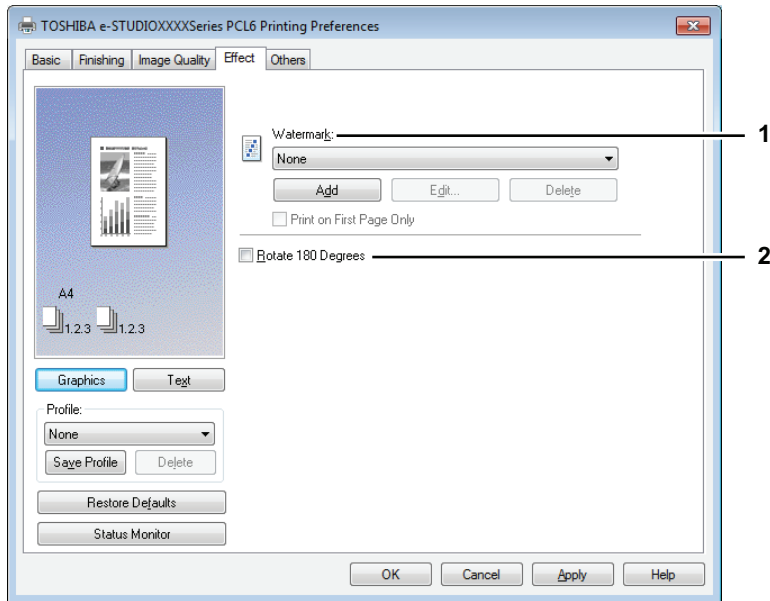 TOSHIBA e-STUDIOXXXXSeries PCL6 Printing Preferences
Basic Finishing Image Quality Effect Others
Watermark: 1
None
Add Edit... Delete
Print on First Page Only
Rotate 180 Degrees 2
A4
1.2.3 1.2.3
Graphics Text
Profile:
None
Save Profile Delete
Restore Defaults
Status Monitor
OK Cancel Apply Help